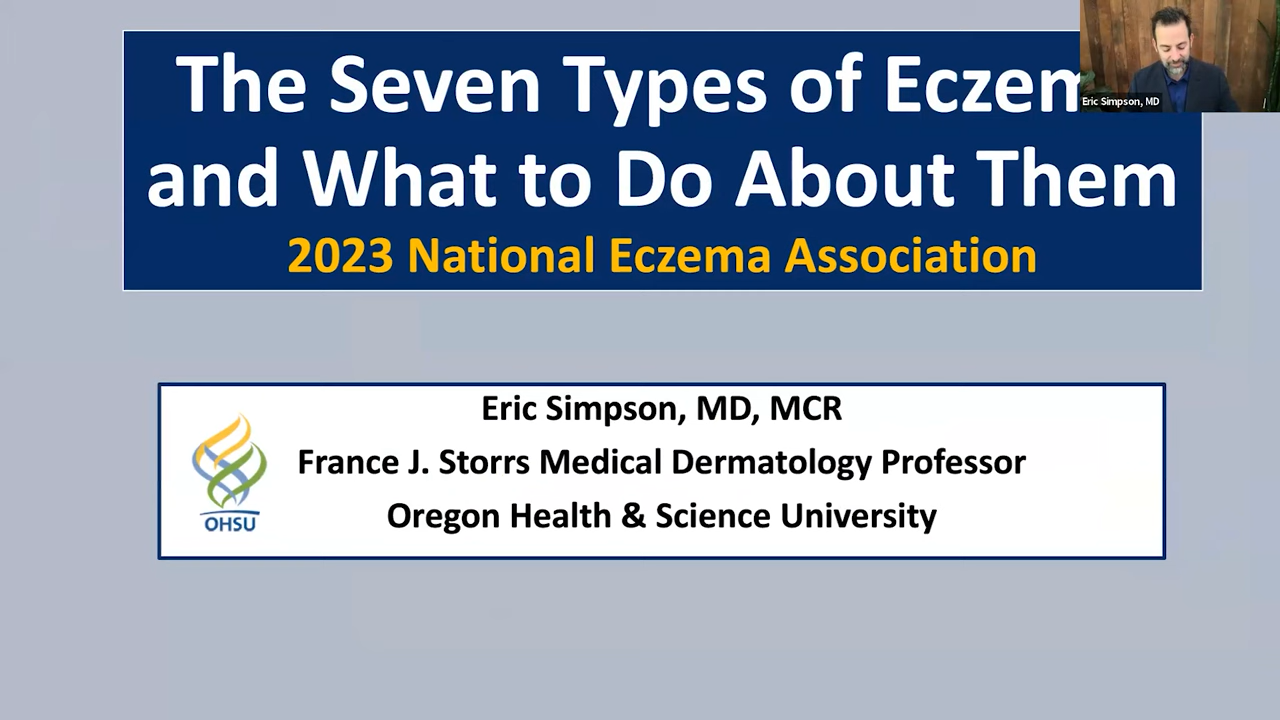 The Seven Types of Eczem
and What to Do About Them
2023 National Eczema Association
Eric Simpson, MD
Eric Simpson, MD, MCR
France J. Storrs Medical Dermatology Professor
Oregon Health & Science University
OHSU